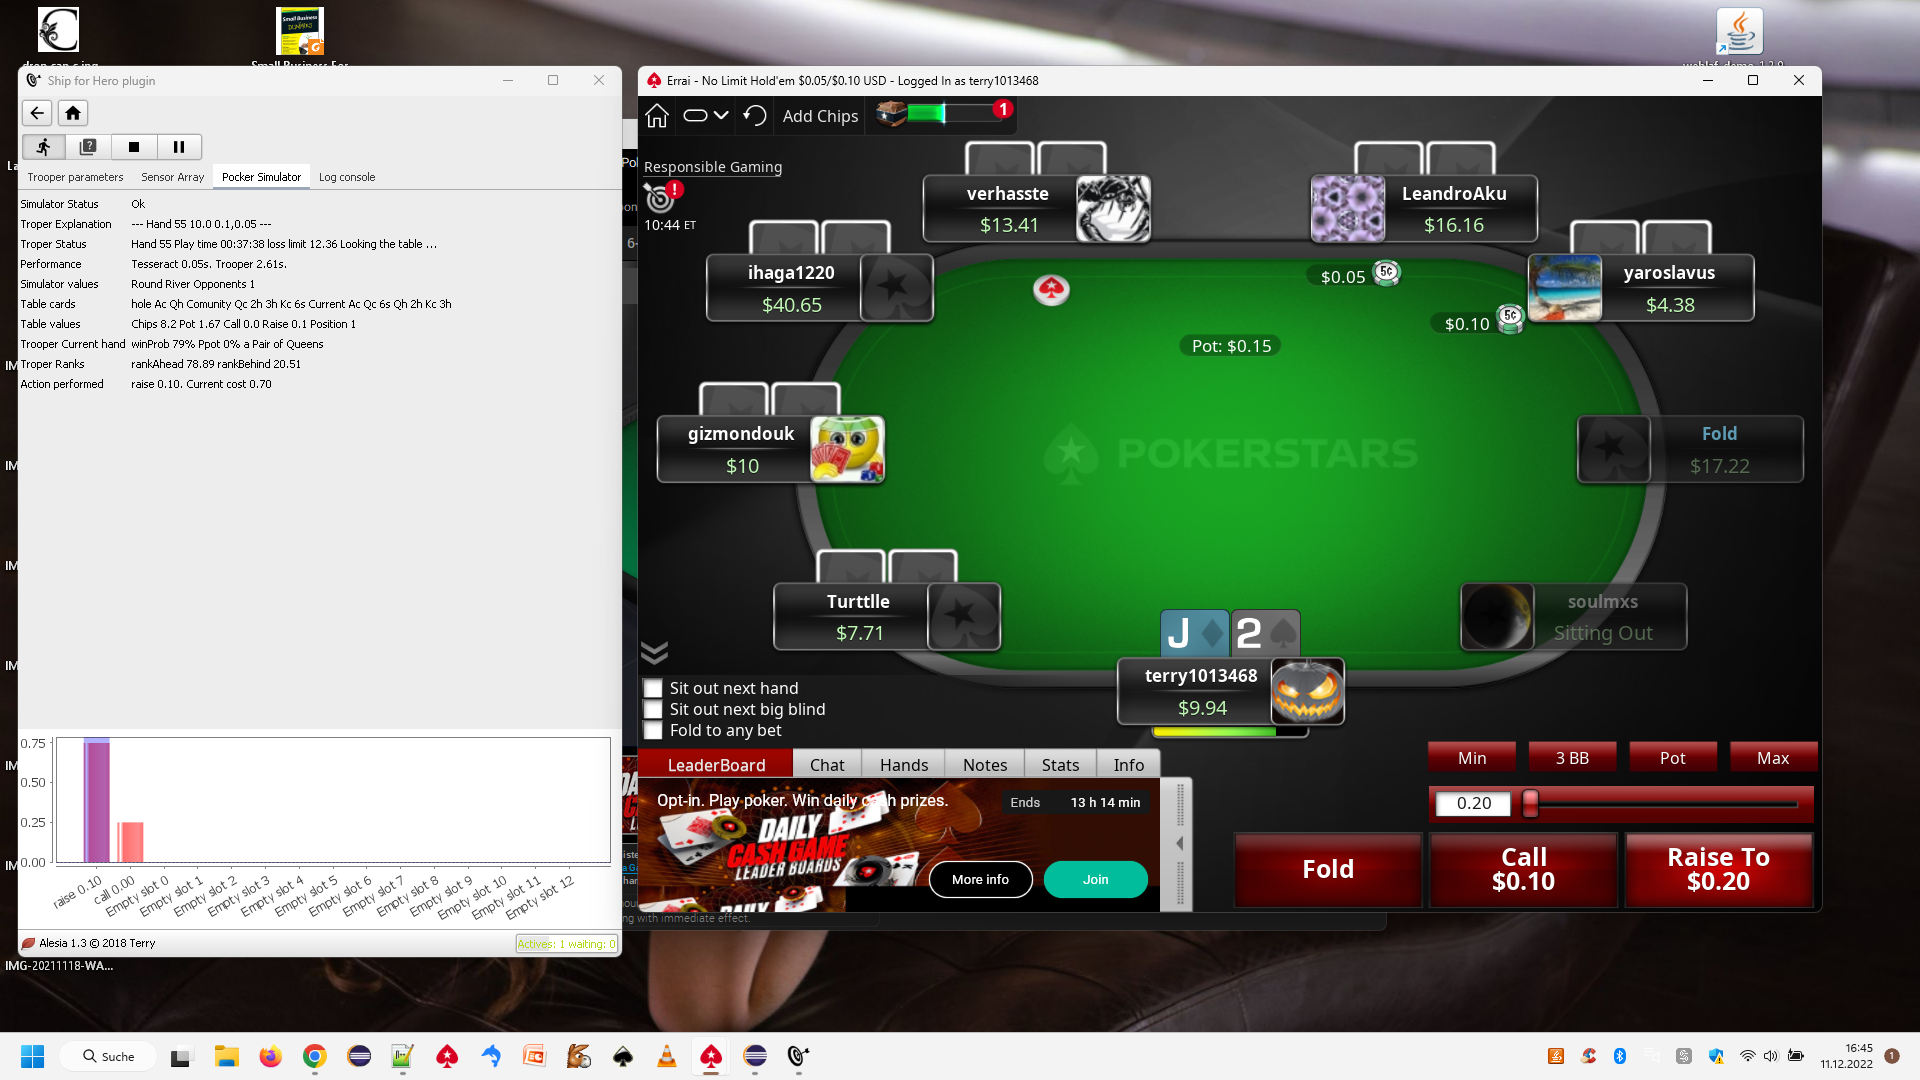 Small Business For
DUMMIES
Ship for Hero plugin
Trooper parameters
Sensor Array
Pocker Simulator
Log console
Simulator Status Ok
Troper Explanation --- Hand 55 10.0 0.1,0.05 ---
Troper Status Hand 55 Play time 00:37:38 loss limit 12.36 Looking the table ...
Performance Tesseract 0.05s. Trooper 2.61s.
Simulator values Round River Opponents 1
Table cards hole Ac Qh Comunity Qc 2h 3h Kc 6s Current Ac Qc 6s Qh 2h Kc 3h
Table values Chips 8.2 Pot 1.67 Call 0.0 Raise 0.1 Position 1
Trooper Current hand winProb 79% Ppot 0% a Pair of Queens
Troper Ranks rankAhead 78.89 rankBehind 20.51
Action performed raise 0.10. Current cost 0.70
0.75
0.50
0.25
0.00
raise 0.10
call 0.00
Empty slot 0
Empty slot 1
Empty slot 2
Empty slot 3
Empty slot 4
Empty slot 5
Empty slot 6
Empty slot 7
Empty slot 8
Empty slot 9
Empty slot 10
Empty slot 11
Empty slot 12
Alesia 1.3 © 2018 Terry
Actives: 1 waiting: 0
IMG-20211118-WA...
Errai - No Limit Hold'em $0.05/$0.10 USD - Logged In as terry1013468
Add Chips
1
Responsible Gaming
10:44 ET
verhasste
$13.41
LeandroAku
$16.16
ihaga1220
$40.65
yaroslavus
$4.38
$0.05
5¢
$0.10
5¢
Pot: $0.15
gizmondouk
$10
POKERSTARS
Fold
$17.22
Turttlle
$7.71
J
2
soulmxs
Sitting Out
terry1013468
$9.94
Sit out next hand
Sit out next big blind
Fold to any bet
LeaderBoard
Chat
Hands
Notes
Stats
Info
Opt-in. Play poker. Win daily cash prizes.
Ends 13 h 14 min
DAILY
CASH GAME
LEADER BOARDS
More info
Join
Min
3 BB
Pot
Max
0.20
Fold
Call
$0.10
Raise To
$0.20
ng with immediate effect.
Suche
16:45
11.12.2022
1